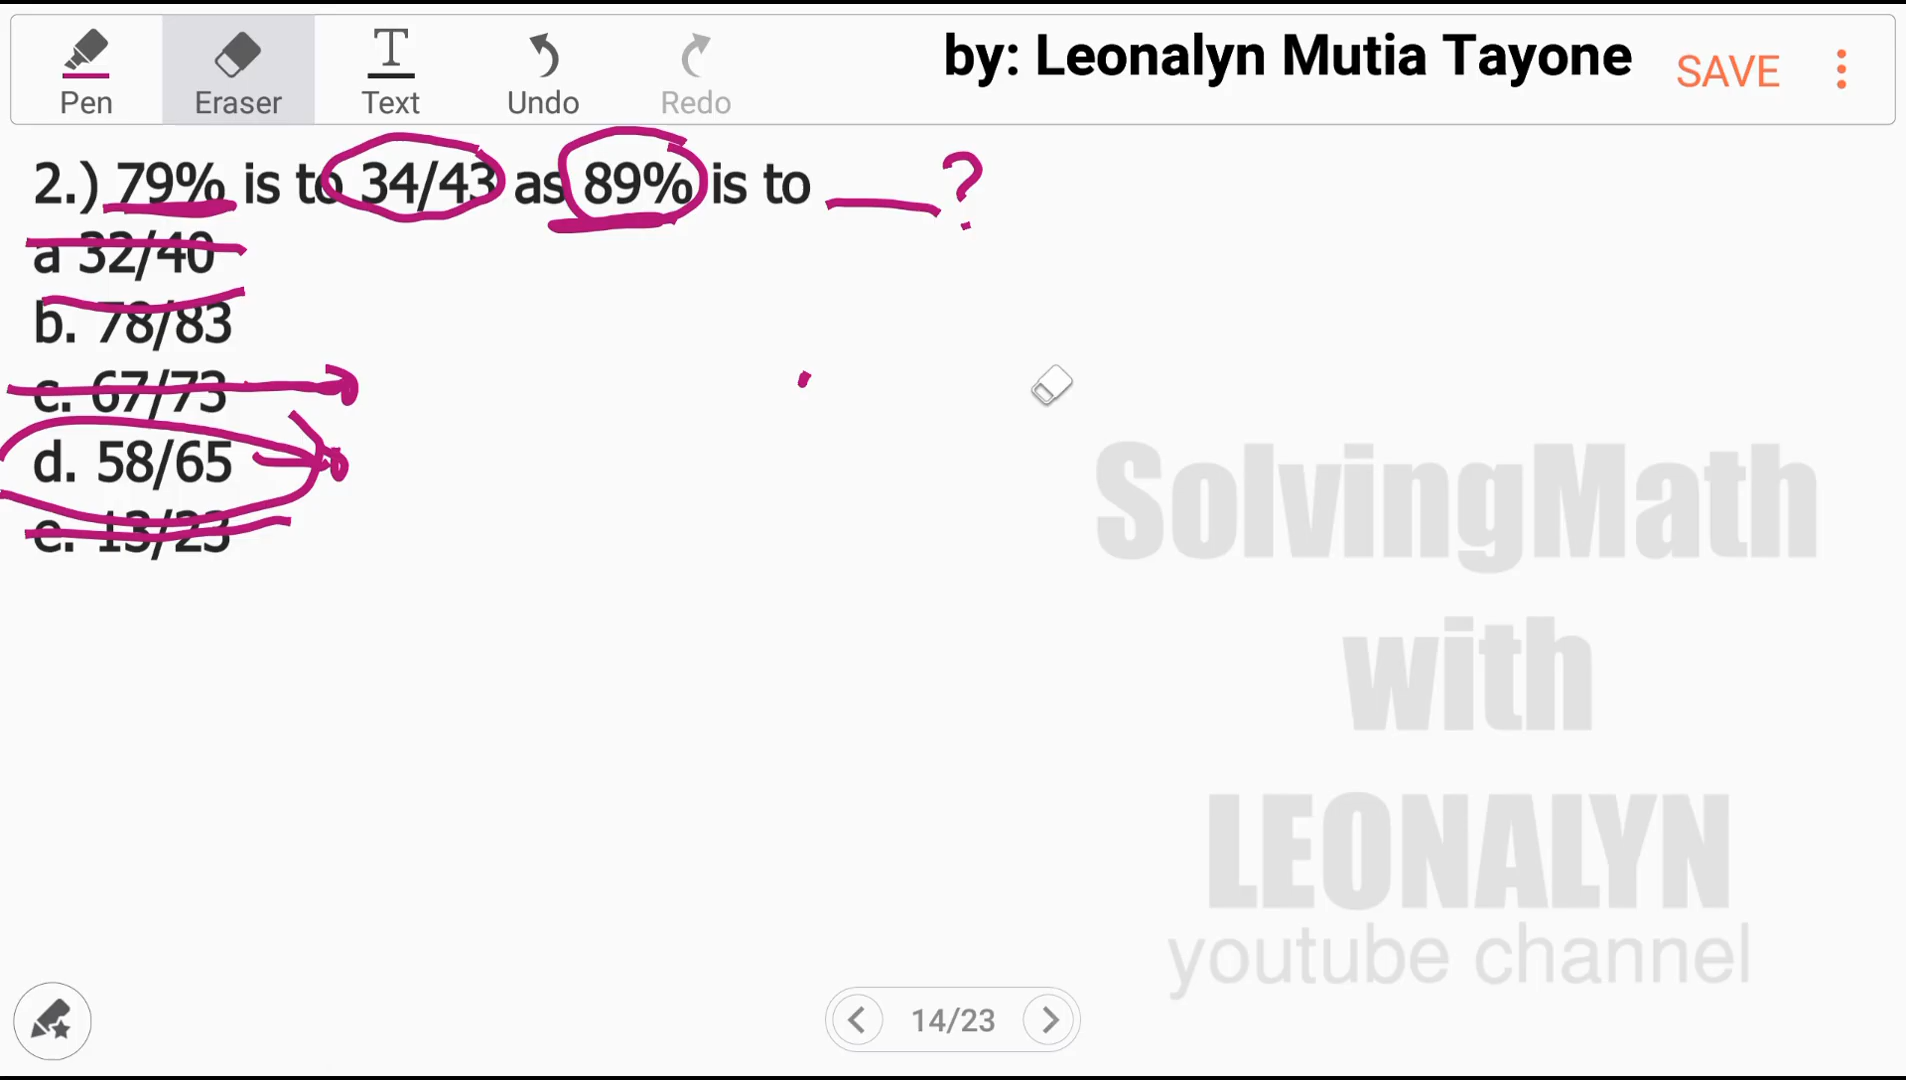 by: Leonalyn Mutia Tayone
SAVE
Pen
Eraser
T
Text
Undo
Redo
2.) 79% is to 34/43 as 89% is to ____?
a 32/40
b. 78/83
c. 67/73
d. 58/65
e. 13/23
SolvingMath
with
LEONALYN
youtube channel
14/23